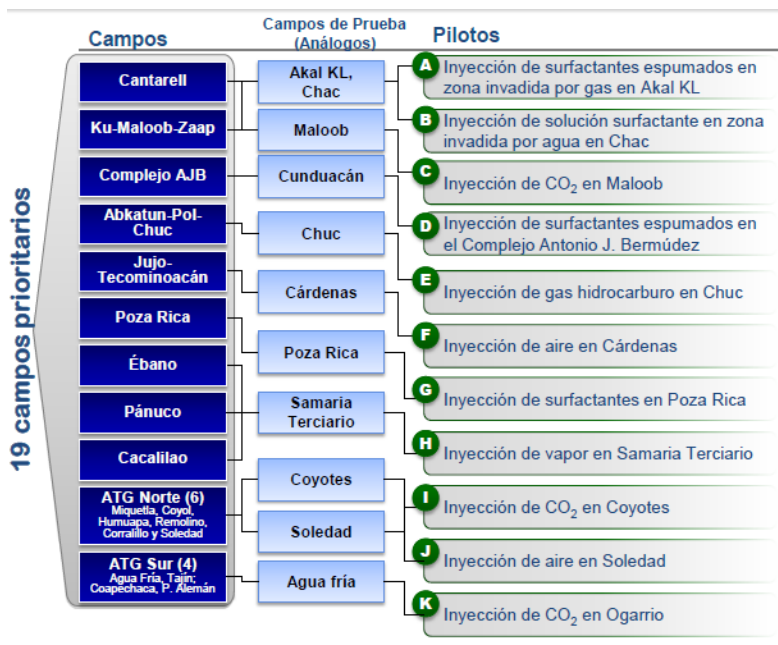 Campos
Campos de Prueba
(Análogos)
Pilotos
19 campos prioritarios
Cantarell
Ku-Maloob-Zaap
Complejo AJB
Abkatun-Pol-
Chuc
Jujo-
Tecominoacán
Poza Rica
Ébano
Pánuco
Cacalilao
ATG Norte (6)
Miquetla, Coyol,
Humuapa, Remolino,
Corralillo y Soledad
ATG Sur (4)
Agua Fría, Tajín;
Coapechaca, P. Alemán
Akal KL,
Chac
Maloob
Cunduacán
Chuc
Cárdenas
Poza Rica
Samaria
Terciario
Coyotes
Soledad
Agua fría
A
Inyección de surfactantes espumados en
zona invadida por gas en Akal KL
B
Inyección de solución surfactante en zona
invadida por agua en Chac
C
Inyección de CO₂ en Maloob
D
Inyección de surfactantes espumados en
el Complejo Antonio J. Bermúdez
E
Inyección de gas hidrocarburo en Chuc
F
Inyección de aire en Cárdenas
G
Inyección de surfactantes en Poza Rica
H
Inyección de vapor en Samaria Terciario
I
Inyección de CO₂ en Coyotes
J
Inyección de aire en Soledad
K
Inyección de CO₂ en Ogarrio